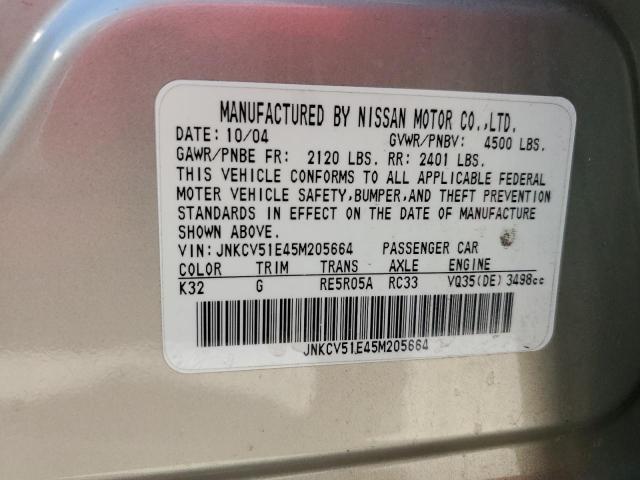 MANUFACTURED BY NISSAN MOTOR CO.,LTD.
DATE: 10/04 GVWR/PNBV: 4500 LBS.
GAWR/PNBE FR: 2120 LBS. RR: 2401 LBS.
THIS VEHICLE CONFORMS TO ALL APPLICABLE FEDERAL
MOTER VEHICLE SAFETY,BUMPER,AND THEFT PREVENTION
STANDARDS IN EFFECT ON THE DATE OF MANUFACTURE
SHOWN ABOVE.
VIN: JNKCV51E45M205664 PASSENGER CAR
COLOR TRIM TRANS AXLE ENGINE
K32 G RE5R05A RC33 VQ35(DE) 3498cc
JNKCV51E45M205664